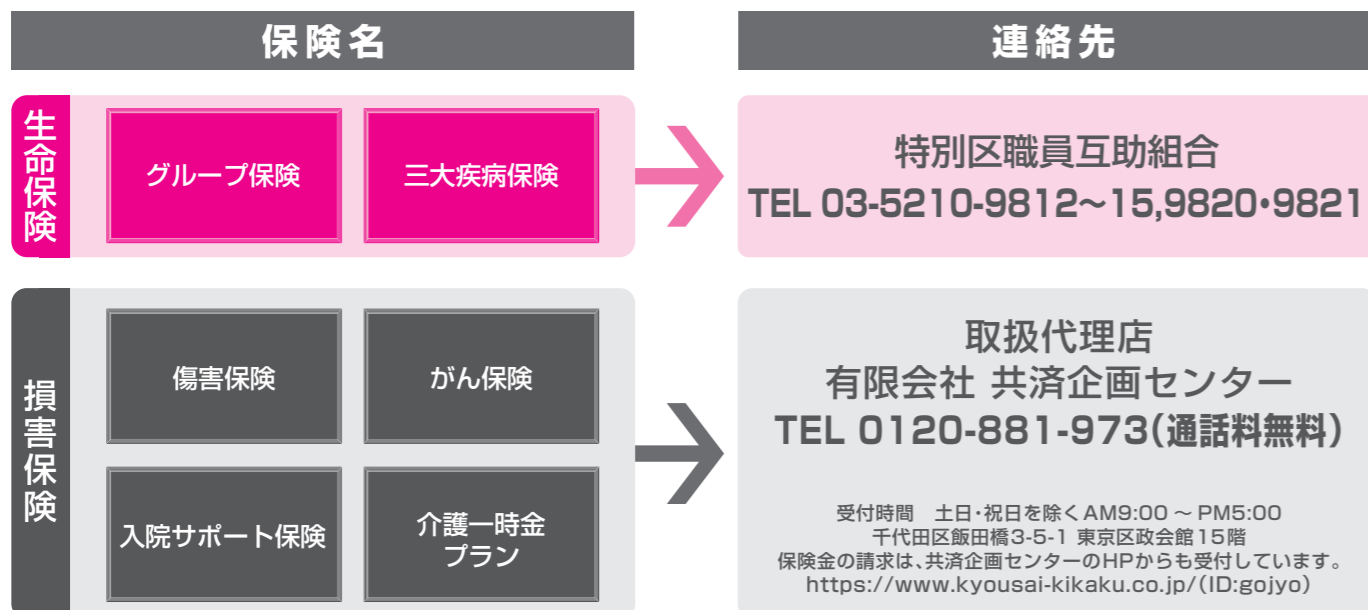 保険名
連絡先
生命保険
グループ保険
三大疾病保険
特別区職員互助組合
TEL 03-5210-9812～15,9820・9821
損害保険
傷害保険
がん保険
入院サポート保険
介護一時金
プラン
取扱代理店
有限会社 共済企画センター
TEL 0120-881-973(通話料無料)
受付時間　土日・祝日を除くAM9:00 ～ PM5:00
千代田区飯田橋3-5-1 東京区政会館15階
保険金の請求は、共済企画センターのHPからも受付しています。
https://www.kyousai-kikaku.co.jp/(ID:gojyo)